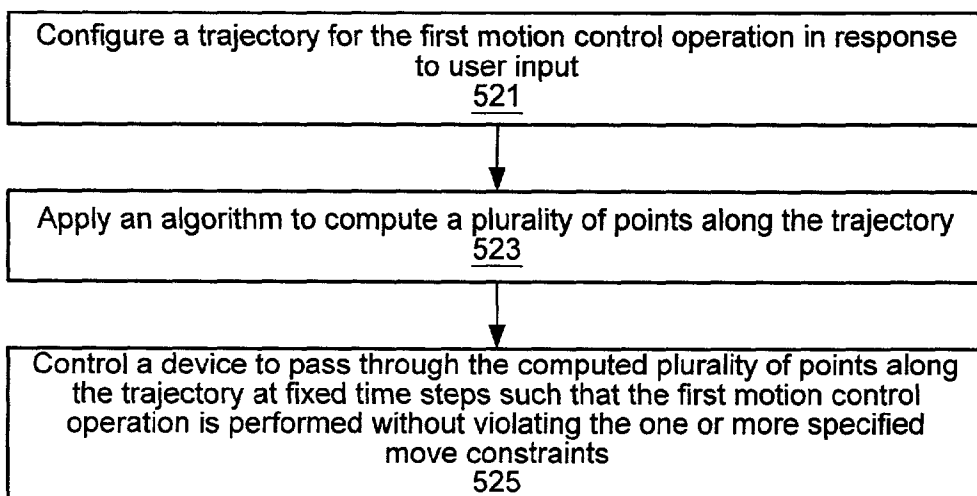 Configure a trajectory for the first motion control operation in response
to user input
521
Apply an algorithm to compute a plurality of points along the trajectory
523
Control a device to pass through the computed plurality of points along
the trajectory at fixed time steps such that the first motion control
operation is performed without violating the one or more specified
move constraints
525